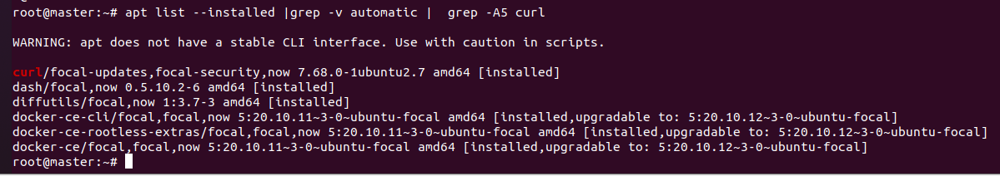 root@master:~# apt list --installed |grep -v automatic |  grep -A5 curl
WARNING: apt does not have a stable CLI interface. Use with caution in scripts.
curl/focal-updates,focal-security,now 7.68.0-1ubuntu2.7 amd64 [installed]
dash/focal,now 0.5.10.2-6 amd64 [installed]
diffutils/focal,now 1:3.7-3 amd64 [installed]
docker-ce-cli/focal,focal,now 5:20.10.11~3-0~ubuntu-focal amd64 [installed,upgradable to: 5:20.10.12~3-0~ubuntu-focal]
docker-ce-rootless-extras/focal,focal,now 5:20.10.11~3-0~ubuntu-focal amd64 [installed,upgradable to: 5:20.10.12~3-0~ubuntu-focal]
docker-ce/focal,focal,now 5:20.10.11~3-0~ubuntu-focal amd64 [installed,upgradable to: 5:20.10.12~3-0~ubuntu-focal]
root@master:~#